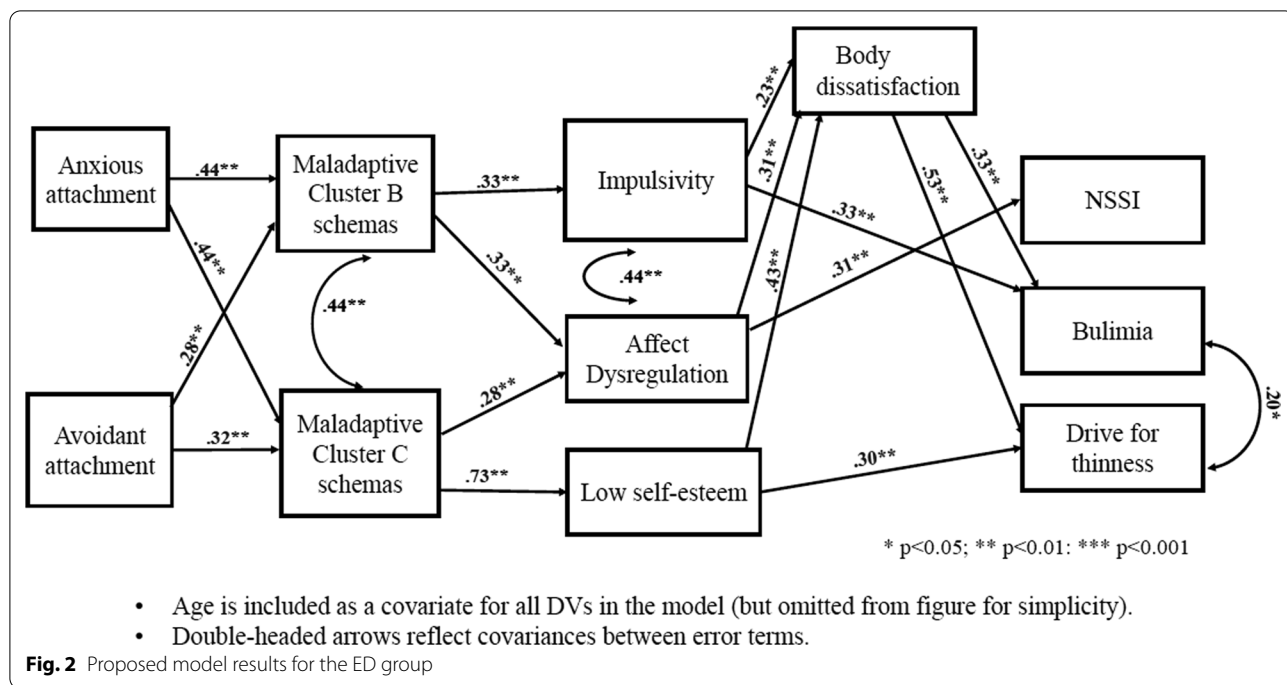 Body
dissatisfaction
Anxious
attachment
.44**
Maladaptive
Cluster B
schemas
.33**
Impulsivity
.23**
.31**
.43**
.53**
.33**
NSSI
.44**
.28**
.44**
.33**
.44**
.33**
.31**
Affect
Dysregulation
Bulimia
.20*
Avoidant
attachment
.32**
Maladaptive
Cluster C
schemas
.28**
.73**
Low self-esteem
.30**
Drive for
thinness
* p<0.05; ** p<0.01: *** p<0.001
• Age is included as a covariate for all DVs in the model (but omitted from figure for simplicity).
• Double-headed arrows reflect covariances between error terms.
Fig. 2 Proposed model results for the ED group